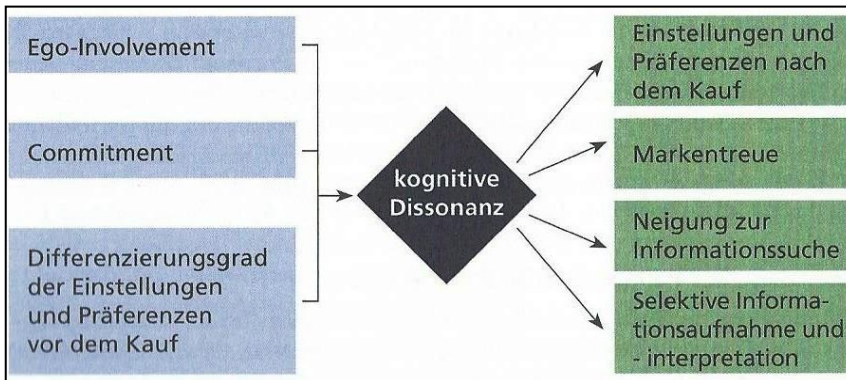 Ego-Involvement
Commitment
Differenzierungsgrad
der Einstellungen
und Präferenzen
vor dem Kauf
kognitive
Dissonanz
Einstellungen und
Präferenzen nach
dem Kauf
Markentreue
Neigung zur
Informationssuche
Selektive Informa-
tionsaufnahme und
- interpretation